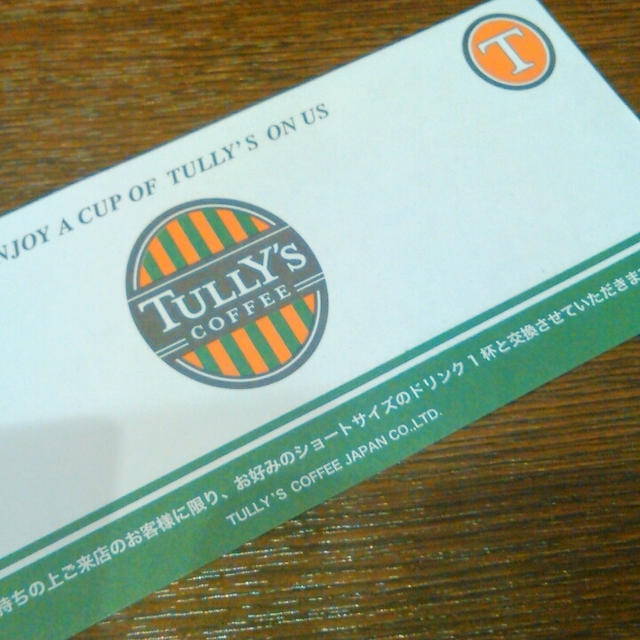 T
NJOY A CUP OF TULLY'S ON US
TULLY'S
COFFEE
持ちの上ご来店のお客様に限り、お好みのショートサイズのドリンク1杯と交換させていただきま
TULLY'S COFFEE JAPAN CO.,LTD.